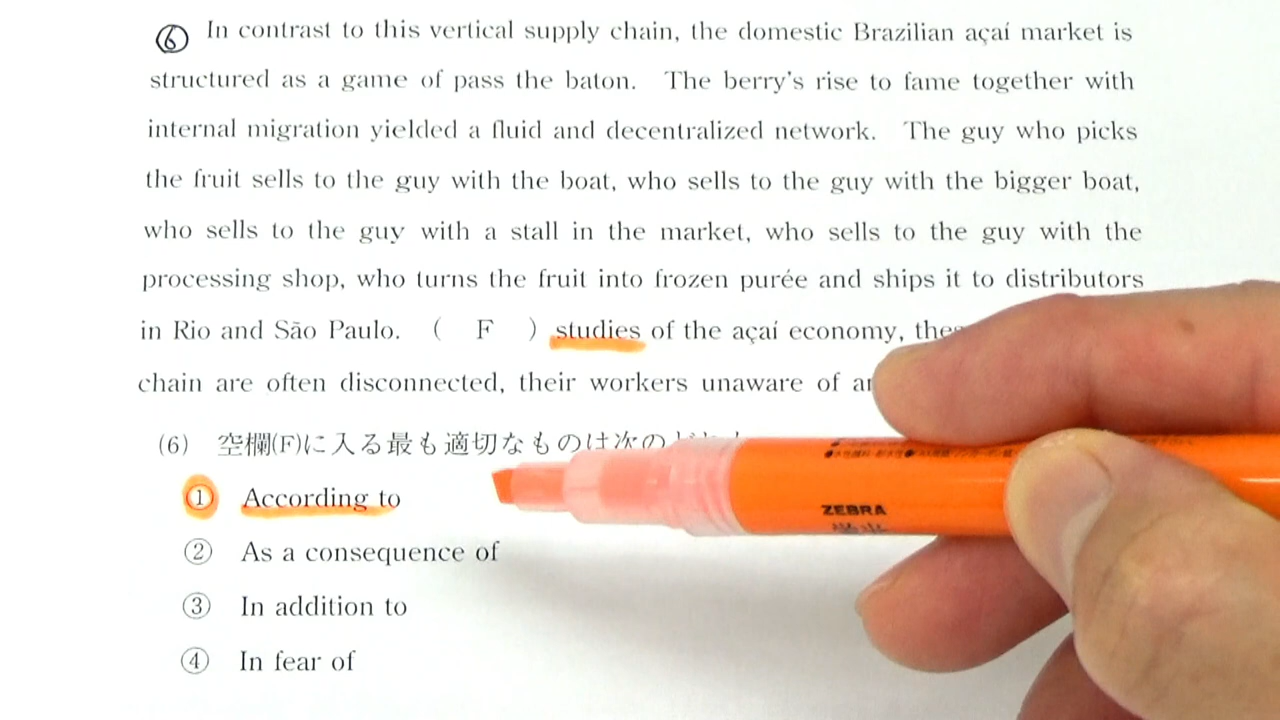 ⑥ In contrast to this vertical supply chain, the domestic Brazilian açaí market is
structured as a game of pass the baton. The berry's rise to fame together with
internal migration yielded a fluid and decentralized network. The guy who picks
the fruit sells to the guy with the boat, who sells to the guy with the bigger boat,
who sells to the guy with a stall in the market, who sells to the guy with the
processing shop, who turns the fruit into frozen purée and ships it to distributors
in Rio and São Paulo. ( F ) studies of the açaí economy,
chain are often disconnected, their workers unaware of
(6) 空欄(F)に入る最も適切なものは次の
① According to
② As a consequence of
③ In addition to
④ In fear of
ZEBRA